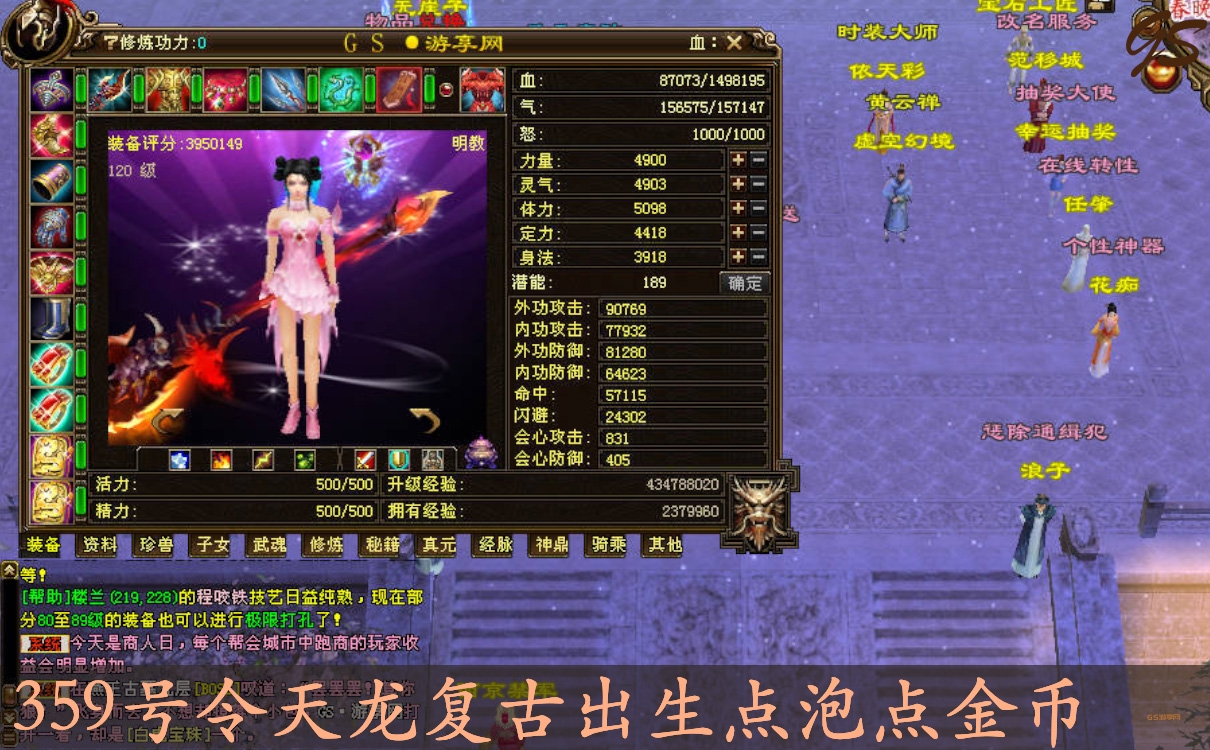 无崖子
物品兑换
修炼功力:0
GS●游享网
血:
装备评分:3950149
明教
120 级
血: 87073/1498195
气: 156575/157147
怒: 1000/1000
力量: 4900
灵气: 4903
体力: 5098
定力: 4418
身法: 3918
潜能: 189 确定
外功攻击: 90769
内功攻击: 77932
外功防御: 81280
内功防御: 64623
命中: 57115
闪避: 24302
会心攻击: 831
会心防御: 405
活力: 500/500 升级经验: 434788020
精力: 500/500 拥有经验: 2379960
装备 资料 珍兽 子女 武魂 修炼 秘籍 真元 经脉 神鼎 骑乘 其他
宝石工匠
改名服务
时装大师
范移城
依天彩
抽奖大使
黄云祥
幸运抽奖
虚空幻境
在线转性
任肇
个性神器
花痴
惩除通缉犯
浪子
春晚
等!
[帮助]楼兰(219,228)的程咬铁技艺日益纯熟，现在部
分80至89级的装备也可以进行极限打孔了!
系统 今天是商人日，每个帮会城市中跑商的玩家收
益会明显增加。
359号令天龙复古出生点泡点金币